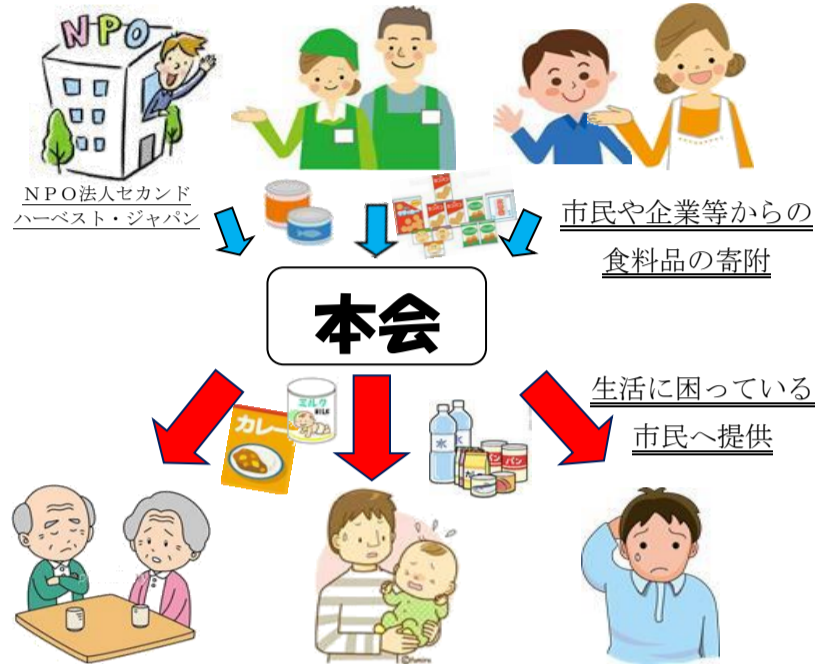 NPO
NPO法人セカンド
ハーベスト・ジャパン
市民や企業等からの
食料品の寄附
本会
生活に困っている
市民へ提供
ミルク
MILK
カレー
水
水
パン
パン